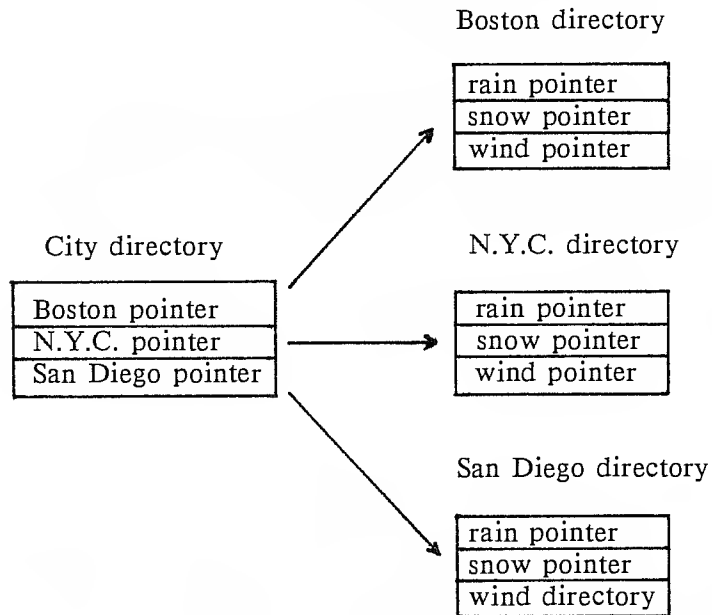 Boston directory
rain pointer
snow pointer
wind pointer
City directory
Boston pointer
N.Y.C. pointer
San Diego pointer
N.Y.C. directory
rain pointer
snow pointer
wind pointer
San Diego directory
rain pointer
snow pointer
wind directory